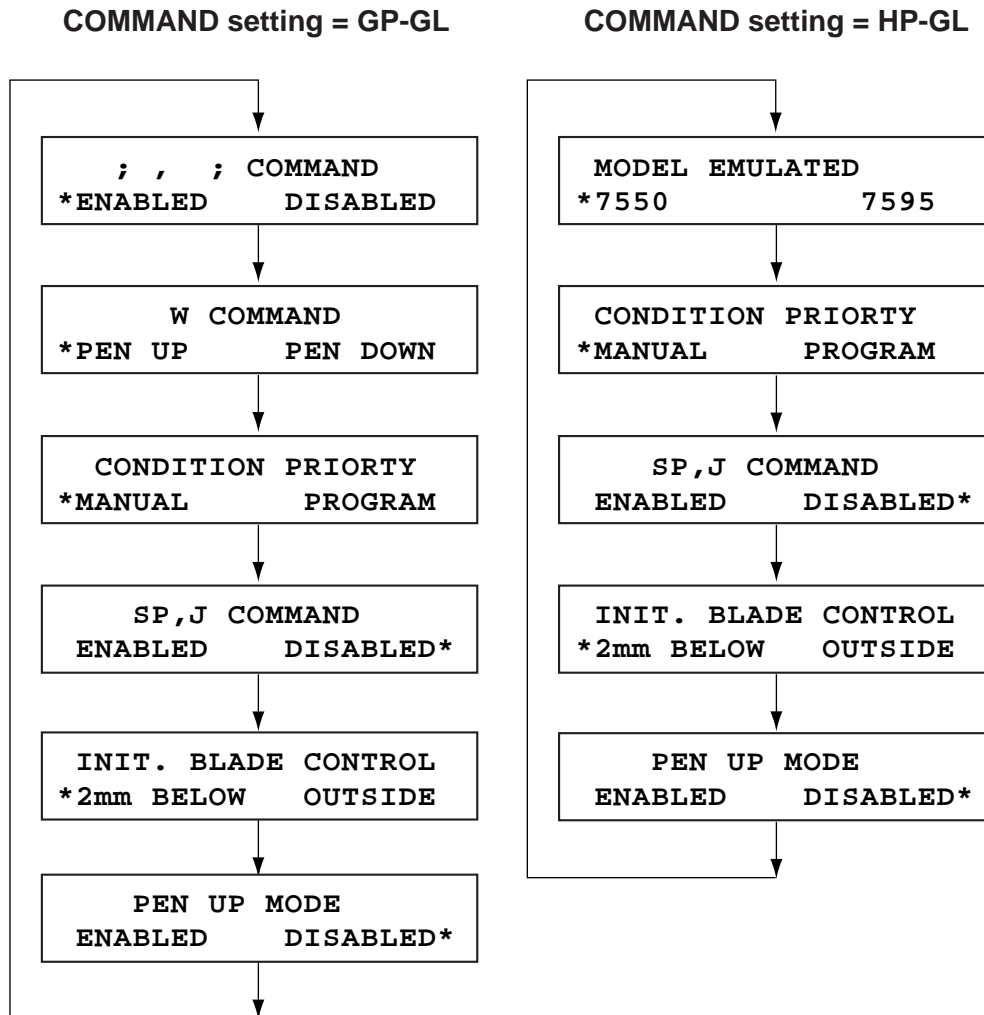 COMMAND setting = GP-GL
; , ; COMMAND
*ENABLED DISABLED
W COMMAND
*PEN UP PEN DOWN
CONDITION PRIORTY
*MANUAL PROGRAM
SP,J COMMAND
ENABLED DISABLED*
INIT. BLADE CONTROL
*2mm BELOW OUTSIDE
PEN UP MODE
ENABLED DISABLED*
COMMAND setting = HP-GL
MODEL EMULATED
*7550 7595
CONDITION PRIORTY
*MANUAL PROGRAM
SP,J COMMAND
ENABLED DISABLED*
INIT. BLADE CONTROL
*2mm BELOW OUTSIDE
PEN UP MODE
ENABLED DISABLED*